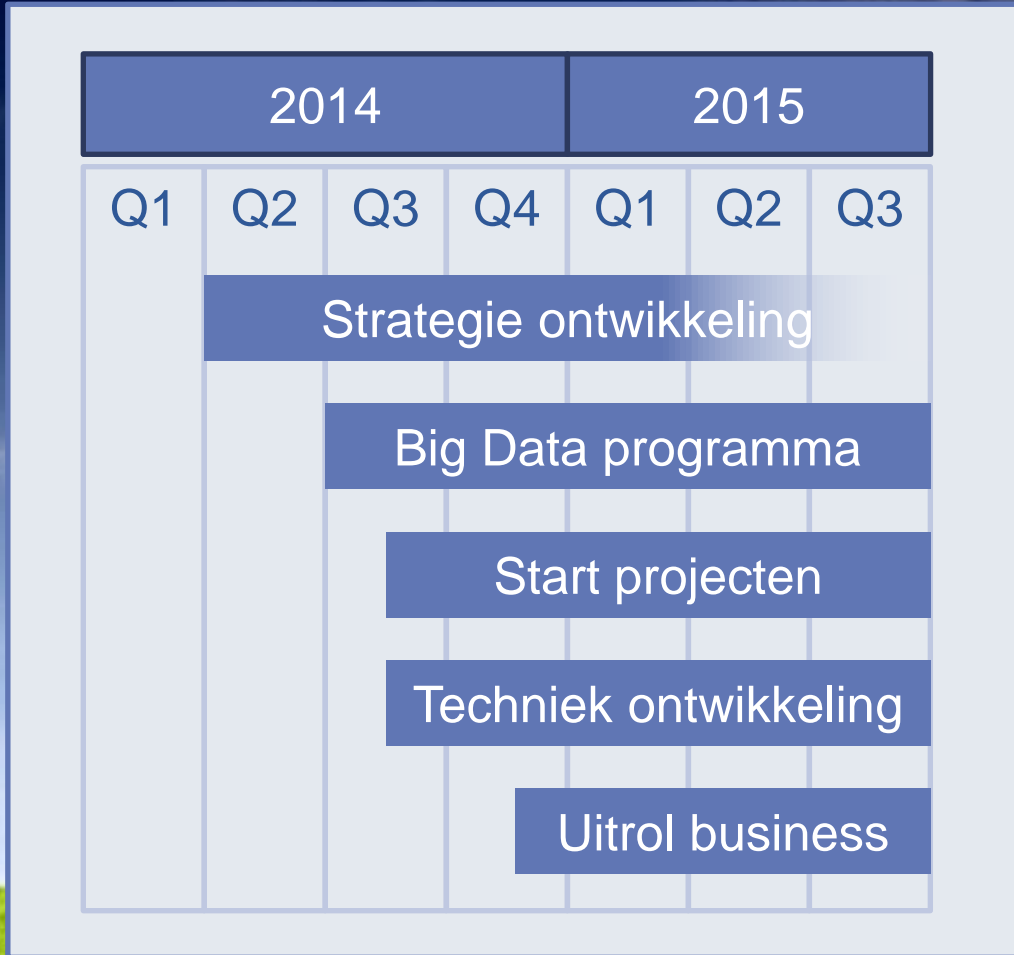 2014 2015
Q1 Q2 Q3 Q4 Q1 Q2 Q3
Strategie ontwikkeling
Big Data programma
Start projecten
Techniek ontwikkeling
Uitrol business